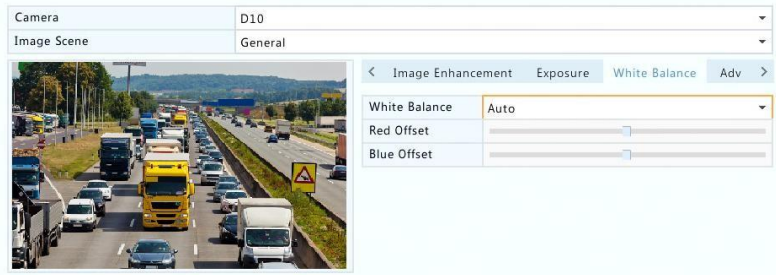 Camera D10
Image Scene General
< Image Enhancement Exposure White Balance Adv >
White Balance Auto
Red Offset
Blue Offset